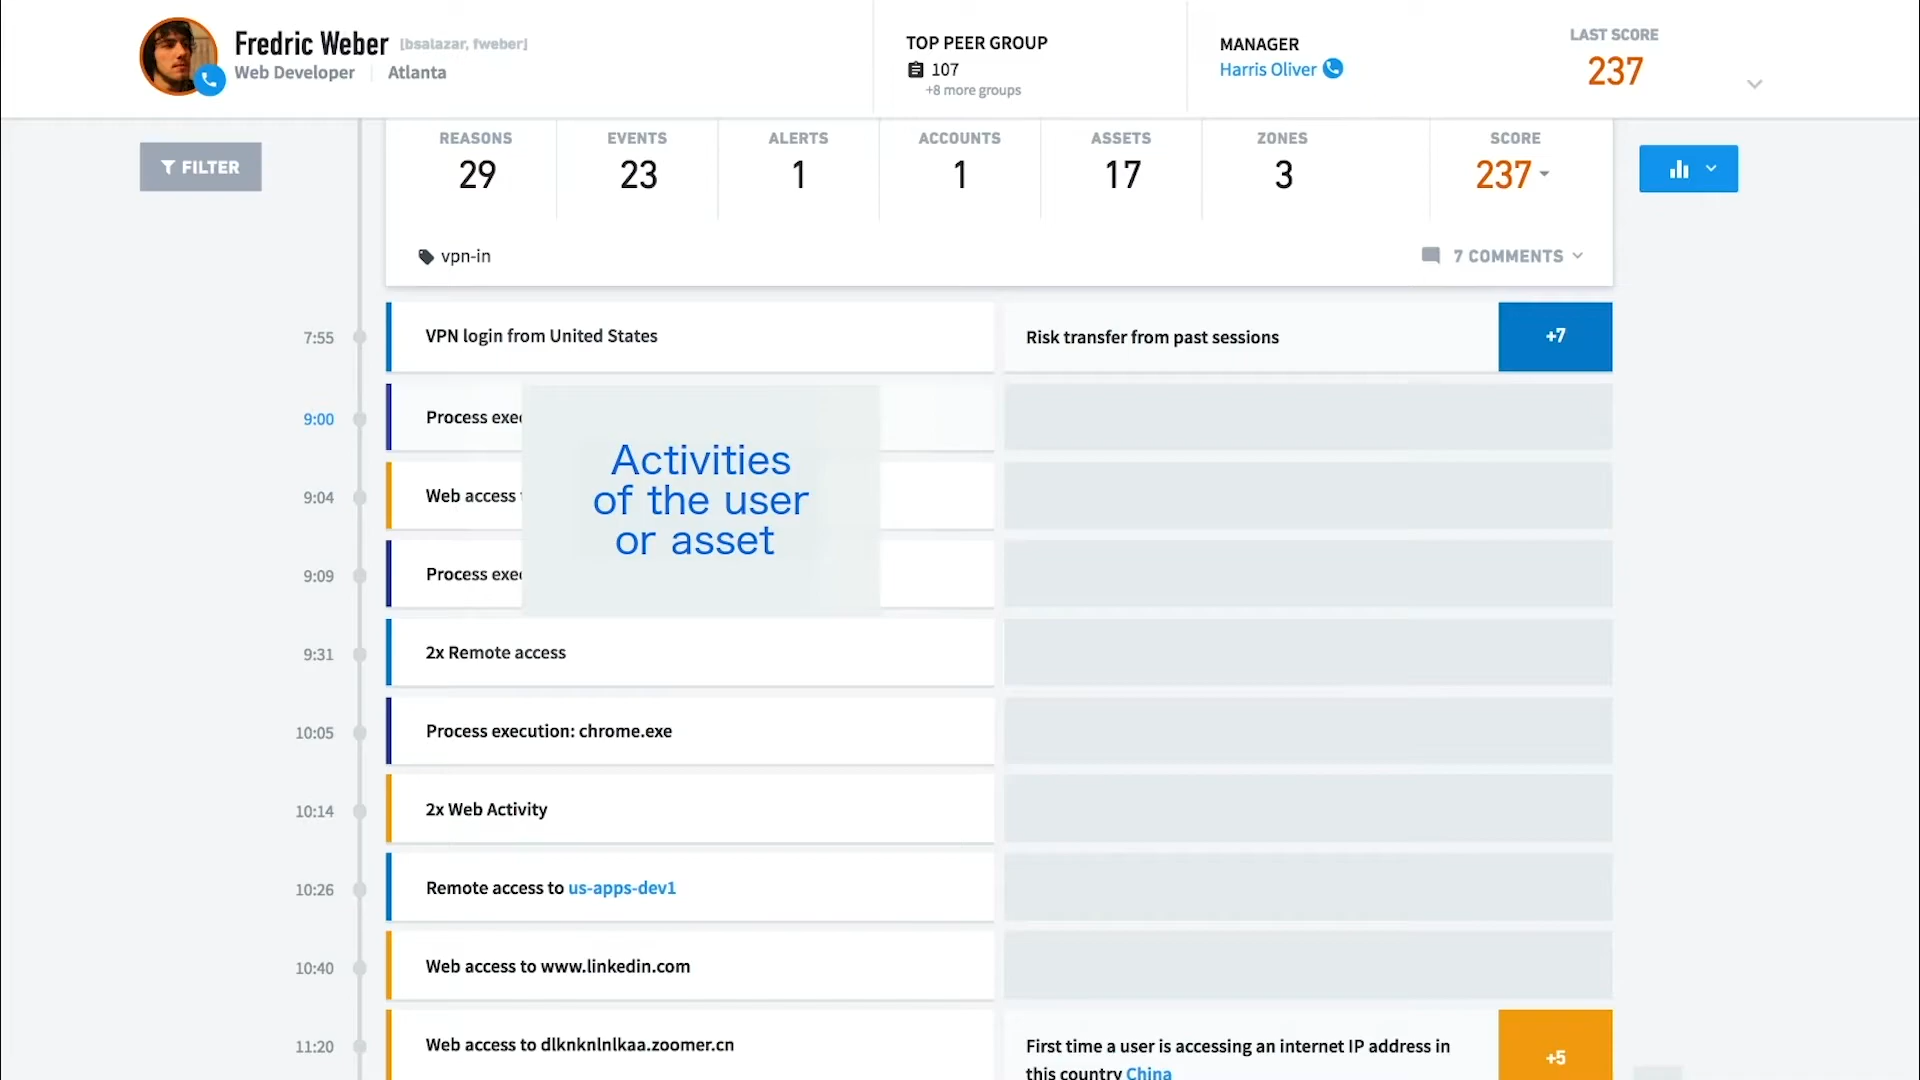 Fredric Weber [bsalazar, fweber]
Web Developer Atlanta
TOP PEER GROUP
107
+8 more groups
MANAGER
Harris Oliver
LAST SCORE
237
FILTER
REASONS
29
EVENTS
23
ALERTS
1
ACCOUNTS
1
ASSETS
17
ZONES
3
SCORE
237
vpn-in
7 COMMENTS
7:55 VPN login from United States Risk transfer from past sessions +7
9:00 Process exe
9:04 Web access
9:09 Process exe
Activities
of the user
or asset
9:31 2x Remote access
10:05 Process execution: chrome.exe
10:14 2x Web Activity
10:26 Remote access to us-apps-dev1
10:40 Web access to www.linkedin.com
11:20 Web access to dlknknlnlkaa.zoomer.cn
First time a user is accessing an internet IP address in
this country China
+5